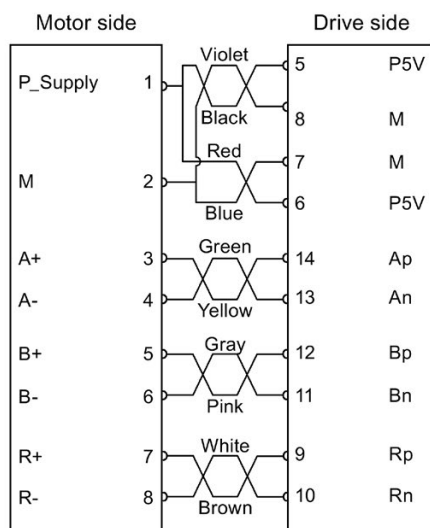 Motor side Drive side
Violet
5 P5V
P_Supply 1
Black
8 M
Red
7 M
M 2
6 P5V
Blue
Green
A+ 3 14 Ap
A- 4 13 An
Yellow
Gray
B+ 5 12 Bp
B- 6 11 Bn
Pink
White
R+ 7 9 Rp
R- 8 10 Rn
Brown